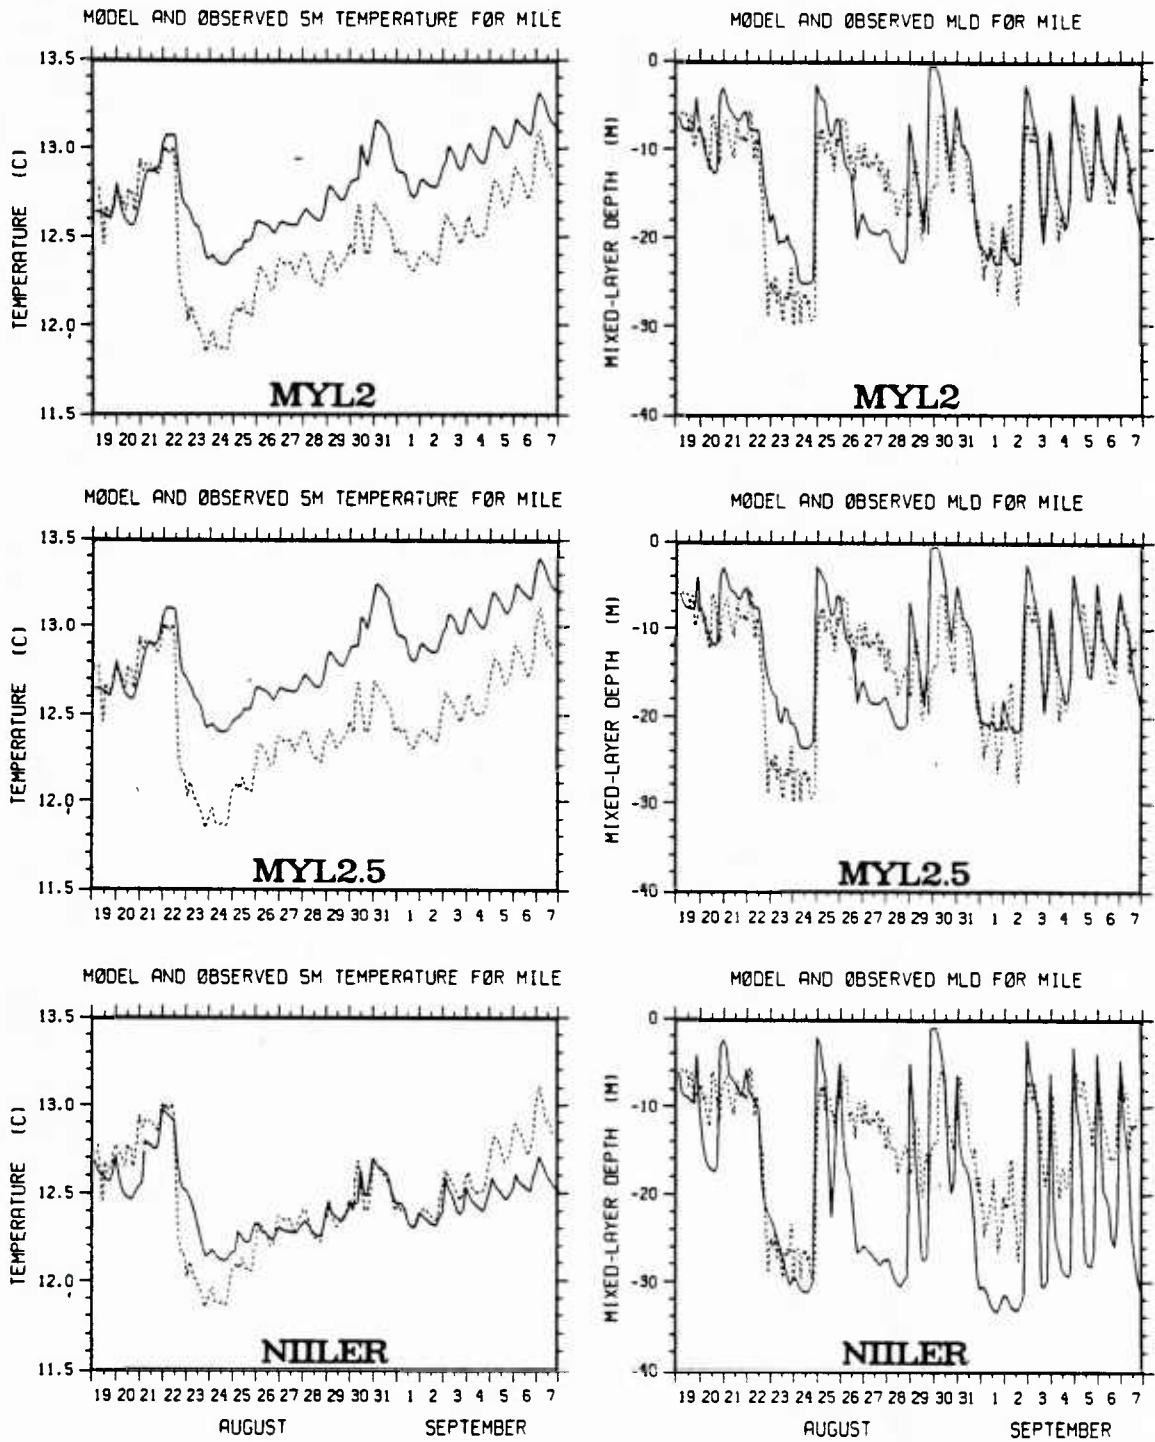 MØDEL AND ØBSERVED 5M TEMPERATURE FØR MILE
13.5
13.0
12.5
12.0
11.5
TEMPERATURE (C)
MYL2
19 20 21 22 23 24 25 26 27 28 29 30 31 1 2 3 4 5 6 7
MØDEL AND ØBSERVED MLD FØR MILE
0
-10
-20
-30
-40
MIXED-LAYER DEPTH (M)
MYL2
19 20 21 22 23 24 25 26 27 28 29 30 31 1 2 3 4 5 6 7
MØDEL AND ØBSERVED 5M TEMPERATURE FØR MILE
13.5
13.0
12.5
12.0
11.5
TEMPERATURE (C)
MYL2.5
19 20 21 22 23 24 25 26 27 28 29 30 31 1 2 3 4 5 6 7
MØDEL AND ØBSERVED MLD FØR MILE
0
-10
-20
-30
-40
MIXED-LAYER DEPTH (M)
MYL2.5
19 20 21 22 23 24 25 26 27 28 29 30 31 1 2 3 4 5 6 7
MØDEL AND ØBSERVED 5M TEMPERATURE FØR MILE
13.5
13.0
12.5
12.0
11.5
TEMPERATURE (C)
NIILER
19 20 21 22 23 24 25 26 27 28 29 30 31 1 2 3 4 5 6 7
AUGUST SEPTEMBER
MØDEL AND ØBSERVED MLD FØR MILE
0
-10
-20
-30
-40
MIXED-LAYER DEPTH (M)
NIILER
19 20 21 22 23 24 25 26 27 28 29 30 31 1 2 3 4 5 6 7
AUGUST SEPTEMBER